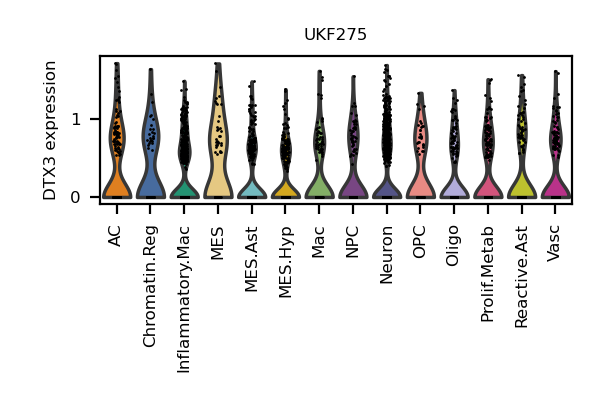 UKF275
DTX3 expression
1
0
AC
Chromatin.Reg
Inflammatory.Mac
MES
MES.Ast
MES.Hyp
Mac
NPC
Neuron
OPC
Oligo
Prolif.Metab
Reactive.Ast
Vasc